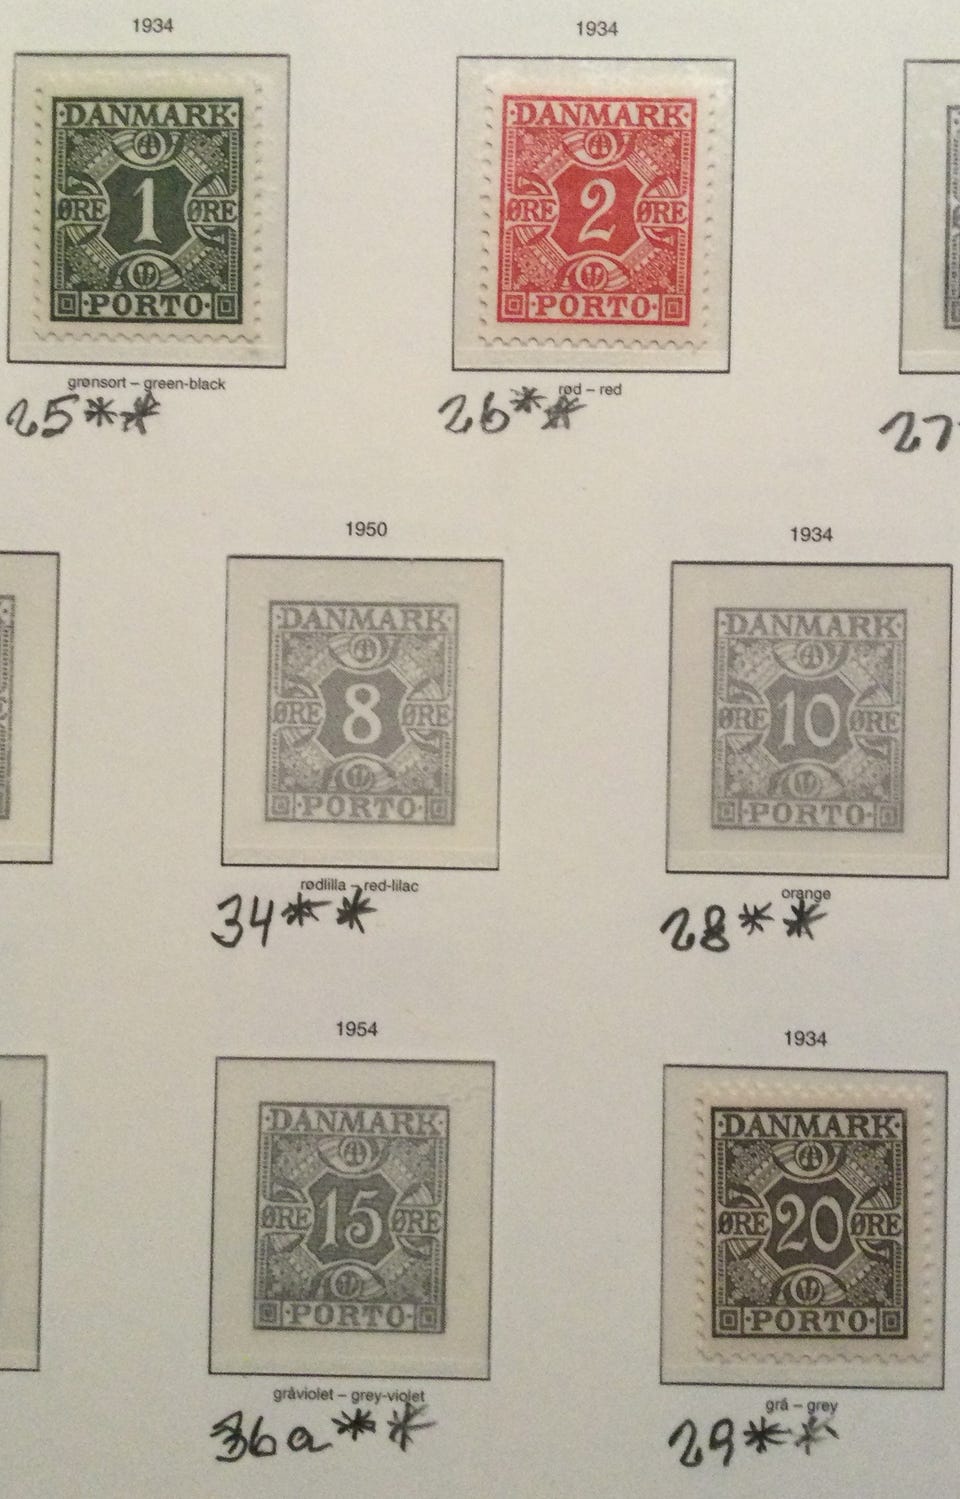 1934
1934
DANMARK
1
ØRE ØRE
PORTO
DANMARK
2
ØRE ØRE
PORTO
grønsort – green-black
rød – red
25**
26**
27
1950
1934
DANMARK
8
ØRE ØRE
PORTO
DANMARK
10
ØRE ØRE
PORTO
rødlilla – red-lilac
orange
34**
28**
1954
1934
DANMARK
15
ØRE ØRE
PORTO
DANMARK
20
ØRE ØRE
PORTO
gråviolet – grey-violet
grå – grey
36a**
29**